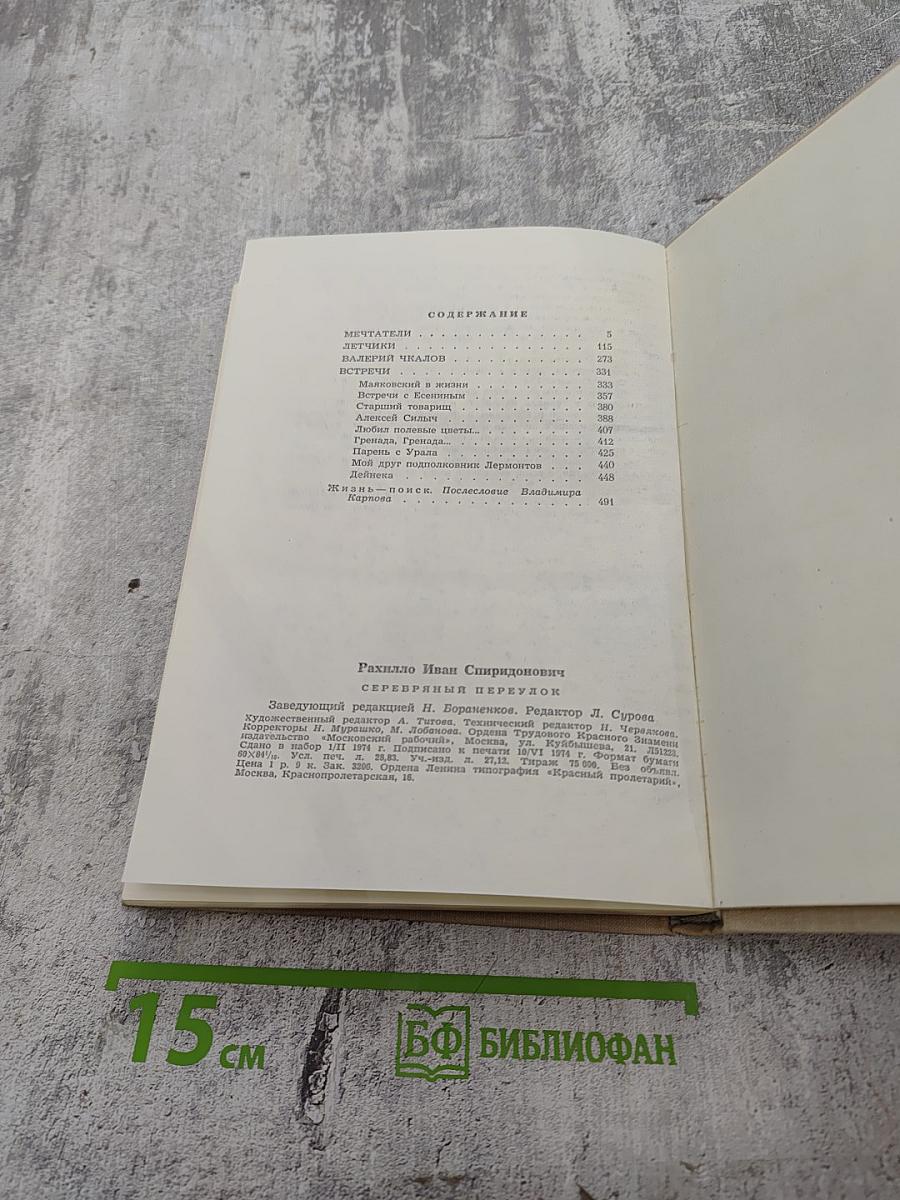 СОДЕРЖАНИЕ
МЕЧТАТЕЛИ . . . . . . . . . . . . . . 5
ЛЕТЧИКИ . . . . . . . . . . . . . . . 115
ВАЛЕРИЙ ЧКАЛОВ . . . . . . . . . . . 273
ВСТРЕЧИ . . . . . . . . . . . . . . . 331
Маяковский в жизни . . . . . . . . . 333
Встречи с Есениным . . . . . . . . . 357
Старший товарищ . . . . . . . . . . 380
Алексей Силыч . . . . . . . . . . . 388
Любил полевые цветы... . . . . . . . 407
Гренада, Гренада... . . . . . . . . . 412
Парень с Урала . . . . . . . . . . . 425
Мой друг подполковник Лермонтов . . . 440
Дейнека . . . . . . . . . . . . . . 448
Жизнь — поиск. Послесловие Владимира
Карпова . . . . . . . . . . . . . . 491
Рахилло Иван Спиридонович
СЕРЕБРЯНЫЙ ПЕРЕУЛОК
Заведующий редакцией Н. Бораненков. Редактор Л. Сурова
Художественный редактор А. Титова. Технический редактор Н. Червякова.
Корректоры Н. Мурашко, М. Лобанова. Ордена Трудового Красного Знамени
издательство «Московский рабочий», Москва, ул. Куйбышева, 21. Л51223.
Сдано в набор 1/II 1974 г. Подписано к печати 10/VI 1974 г. Формат бумаги
60×84¹/₁₆. Усл. печ. л. 28,83. Уч.-изд. л. 27,12. Тираж 75 000. Без объявл.
Цена 1 р. 9 к. Зак. 3206. Ордена Ленина типография «Красный пролетарий»,
Москва, Краснопролетарская, 16.
15 см
БФ БИБЛИОФАН